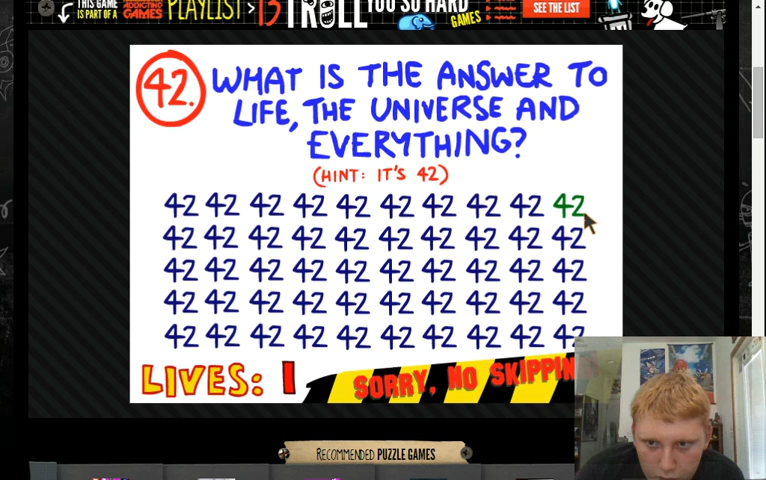 THIS GAME
IS PART OF A
ADDICTING
GAMES
PLAYLIST > 13 TROLL YOU SO HARD
GAMES
SEE THE LIST
42. WHAT IS THE ANSWER TO
LIFE, THE UNIVERSE AND
EVERYTHING?
(HINT: IT'S 42)
42 42 42 42 42 42 42 42 42 42
42 42 42 42 42 42 42 42 42 42
42 42 42 42 42 42 42 42 42 42
42 42 42 42 42 42 42 42 42 42
42 42 42 42 42 42 42 42 42 42
LIVES: 1 SORRY, NO SKIPPIN
RECOMMENDED PUZZLE GAMES